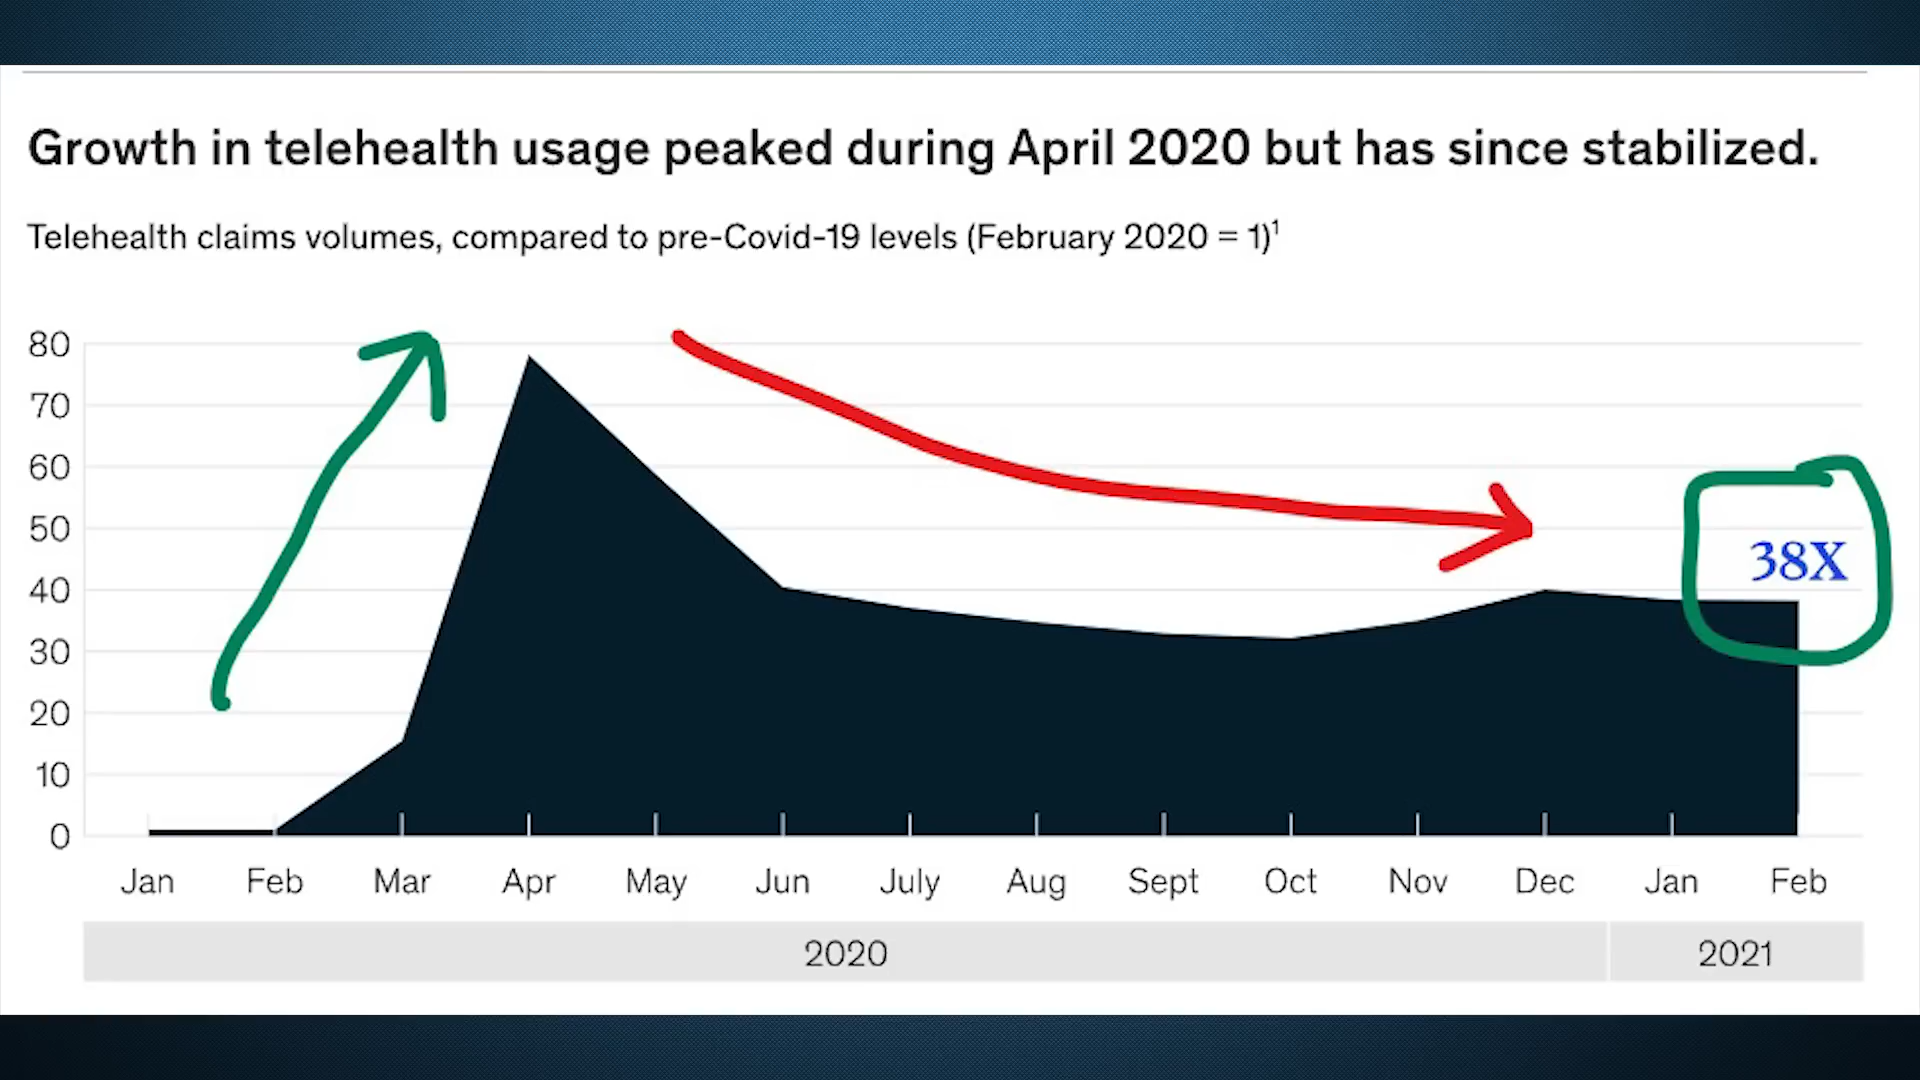 Growth in telehealth usage peaked during April 2020 but has since stabilized.
Telehealth claims volumes, compared to pre-Covid-19 levels (February 2020 = 1)¹
80
70
60
50
40
30
20
10
0
38X
Jan Feb Mar Apr May Jun July Aug Sept Oct Nov Dec Jan Feb
2020 2021